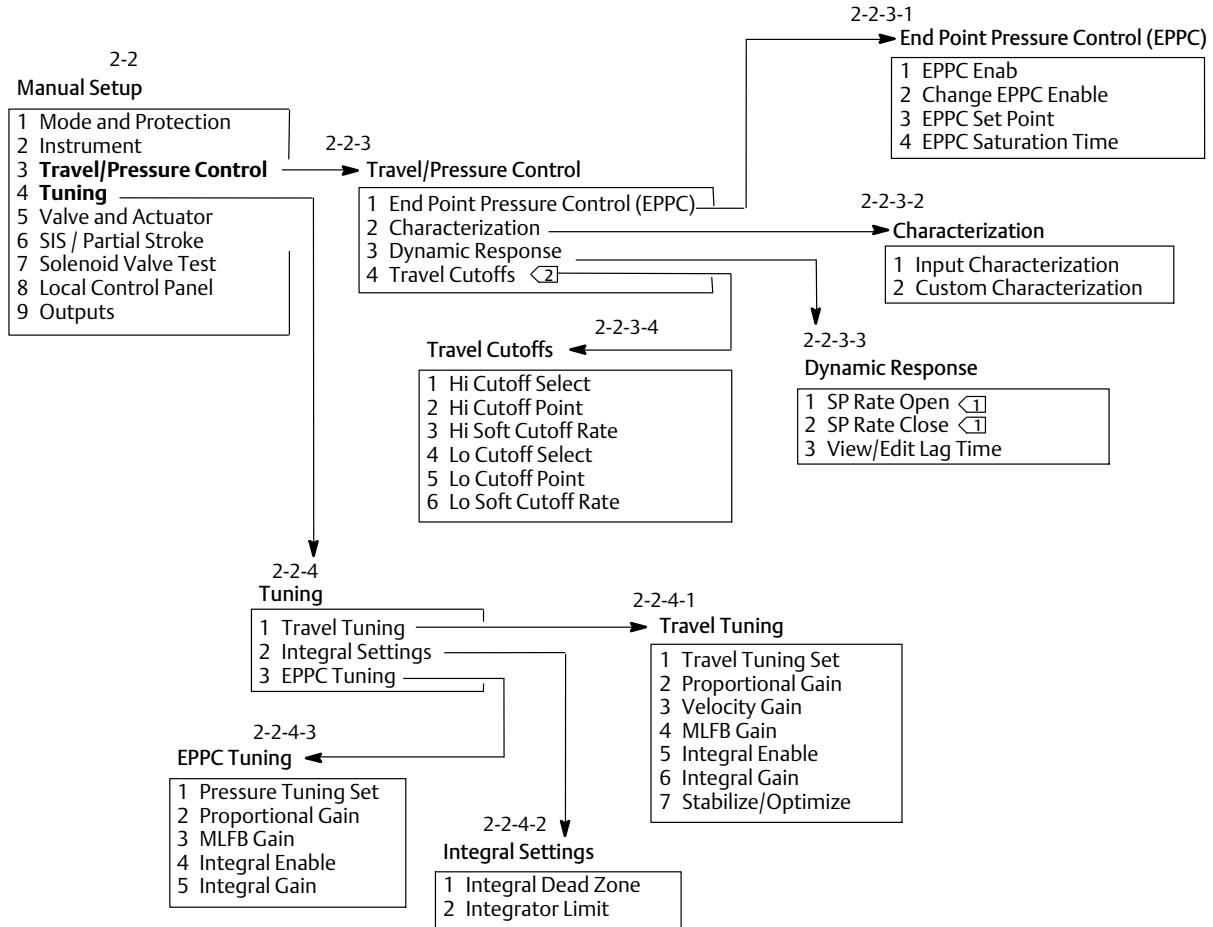 2-2
Manual Setup
1 Mode and Protection
2 Instrument
3 Travel/Pressure Control
4 Tuning
5 Valve and Actuator
6 SIS / Partial Stroke
7 Solenoid Valve Test
8 Local Control Panel
9 Outputs
2-2-3
Travel/Pressure Control
1 End Point Pressure Control (EPPC)
2 Characterization
3 Dynamic Response
4 Travel Cutoffs 2
2-2-3-1
End Point Pressure Control (EPPC)
1 EPPC Enab
2 Change EPPC Enable
3 EPPC Set Point
4 EPPC Saturation Time
2-2-3-2
Characterization
1 Input Characterization
2 Custom Characterization
2-2-3-3
Dynamic Response
1 SP Rate Open 1
2 SP Rate Close 1
3 View/Edit Lag Time
2-2-3-4
Travel Cutoffs
1 Hi Cutoff Select
2 Hi Cutoff Point
3 Hi Soft Cutoff Rate
4 Lo Cutoff Select
5 Lo Cutoff Point
6 Lo Soft Cutoff Rate
2-2-4
Tuning
1 Travel Tuning
2 Integral Settings
3 EPPC Tuning
2-2-4-1
Travel Tuning
1 Travel Tuning Set
2 Proportional Gain
3 Velocity Gain
4 MLFB Gain
5 Integral Enable
6 Integral Gain
7 Stabilize/Optimize
2-2-4-3
EPPC Tuning
1 Pressure Tuning Set
2 Proportional Gain
3 MLFB Gain
4 Integral Enable
5 Integral Gain
2-2-4-2
Integral Settings
1 Integral Dead Zone
2 Integrator Limit